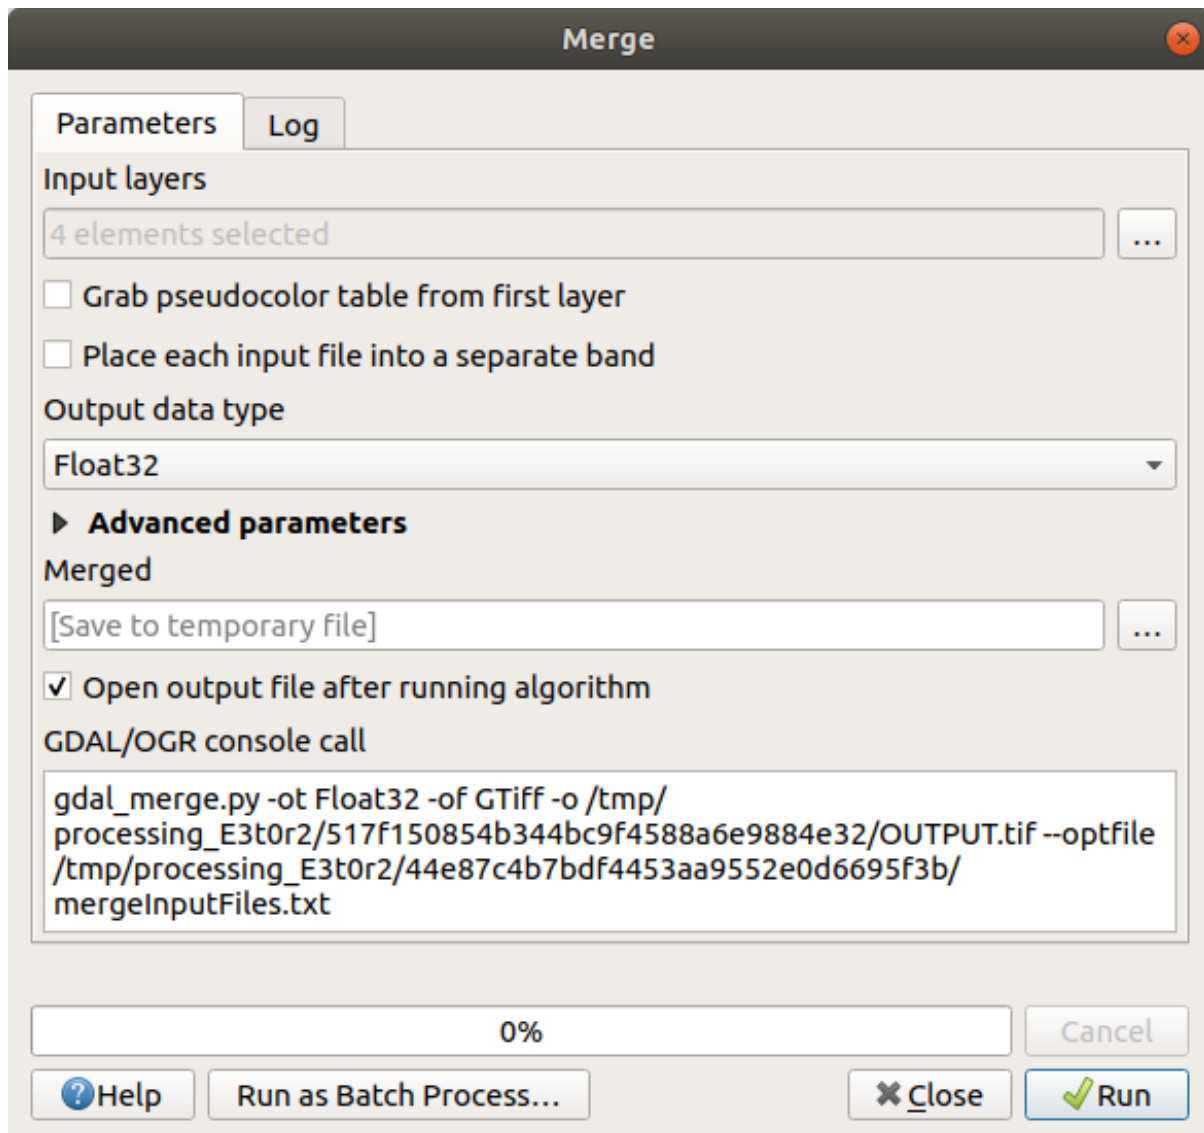 Merge
Parameters
Log
Input layers
4 elements selected
...
Grab pseudocolor table from first layer
Place each input file into a separate band
Output data type
Float32
Advanced parameters
Merged
[Save to temporary file]
...
Open output file after running algorithm
GDAL/OGR console call
gdal_merge.py -ot Float32 -of GTiff -o /tmp/
processing_E3t0r2/517f150854b344bc9f4588a6e9884e32/OUTPUT.tif --optfile
/tmp/processing_E3t0r2/44e87c4b7bdf4453aa9552e0d6695f3b/
mergeInputFiles.txt
0%
Cancel
Help
Run as Batch Process...
Close
Run